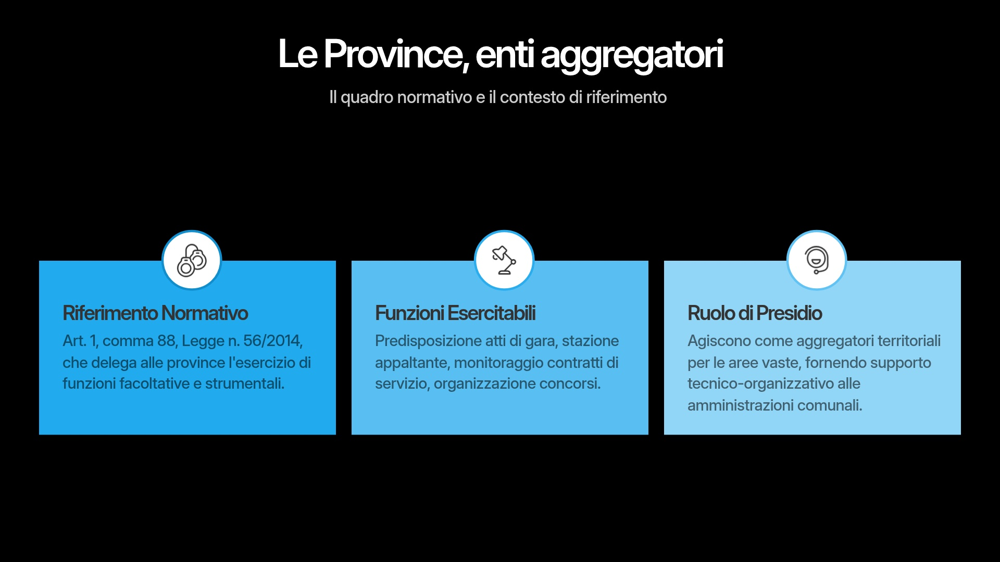 Le Province, enti aggregatori
Il quadro normativo e il contesto di riferimento
Riferimento Normativo
Art. 1, comma 88, Legge n. 56/2014,
che delega alle province l'esercizio di
funzioni facoltative e strumentali.
Funzioni Esercitabili
Predisposizione atti di gara, stazione
appaltante, monitoraggio contratti di
servizio, organizzazione concorsi.
Ruolo di Presidio
Agiscono come aggregatori territoriali
per le aree vaste, fornendo supporto
tecnico-organizzativo alle
amministrazioni comunali.